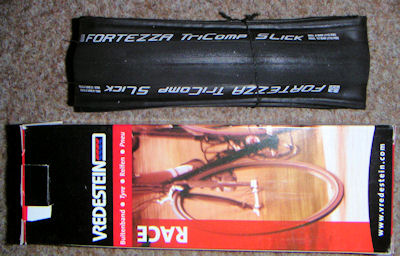 FORTEZZA TriComp SLick
FORTEZZA TriComp SLick
VREDESTEIN
Buitenband • Tyre • Reifen • Pneu
RACE
www.vredestein.com